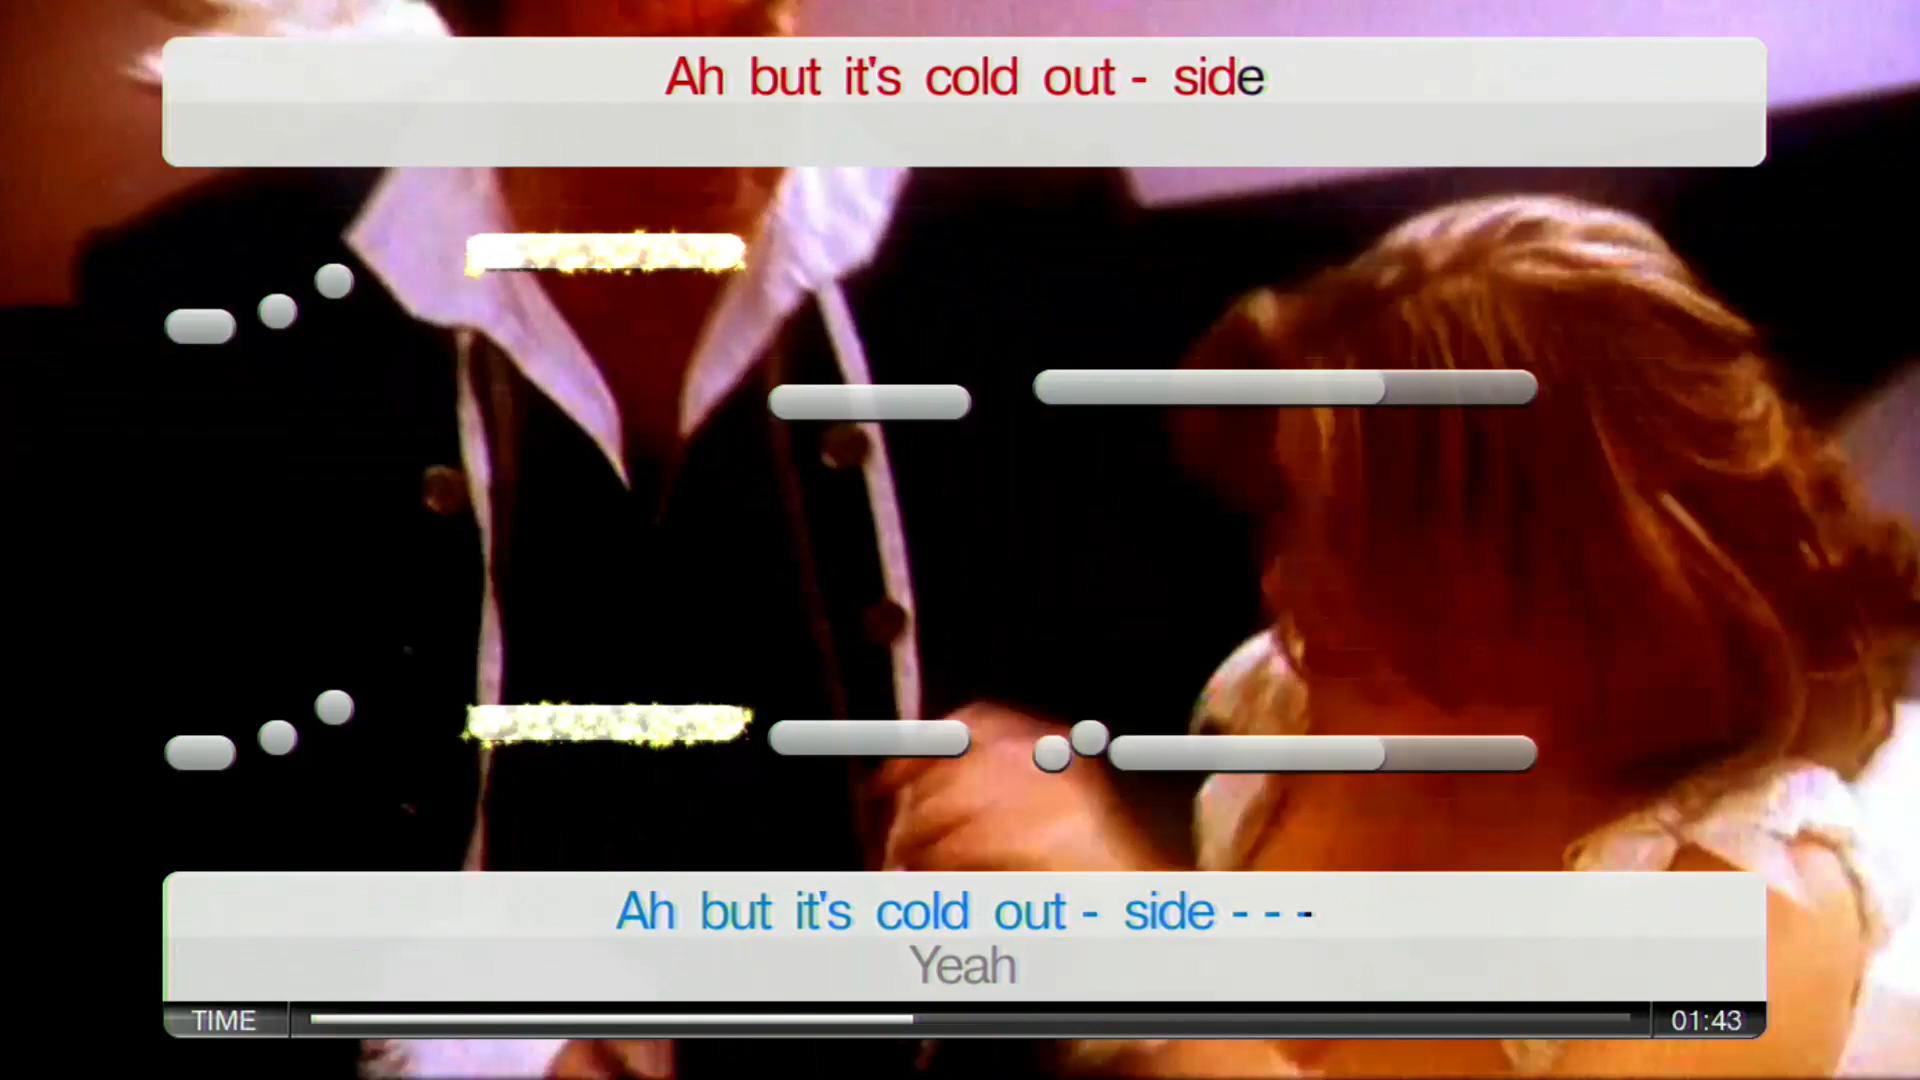 Ah but it's cold out - side
Ah but it's cold out - side - - -
Yeah
TIME 01:43